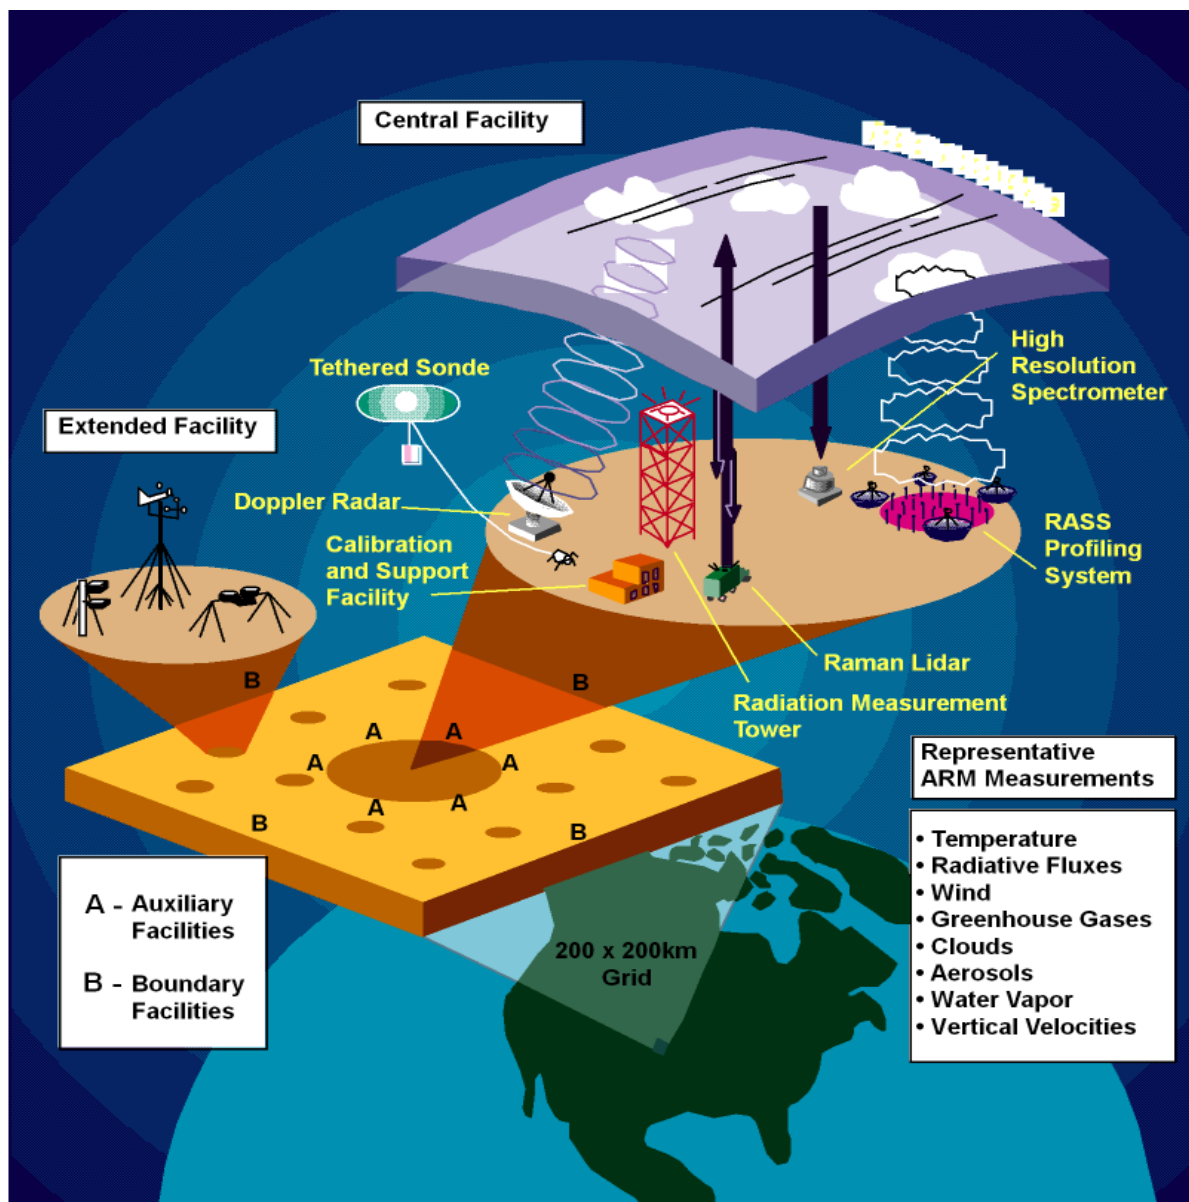 Central Facility
Tethered Sonde
High
Resolution
Spectrometer
Extended Facility
Doppler Radar
Calibration
and Support
Facility
RASS
Profiling
System
Raman Lidar
Radiation Measurement
Tower
B
B
A
A
A
A
A
A
B
B
Representative
ARM Measurements
• Temperature
• Radiative Fluxes
• Wind
• Greenhouse Gases
• Clouds
• Aerosols
• Water Vapor
• Vertical Velocities
A - Auxiliary
Facilities
B - Boundary
Facilities
200 x 200km
Grid